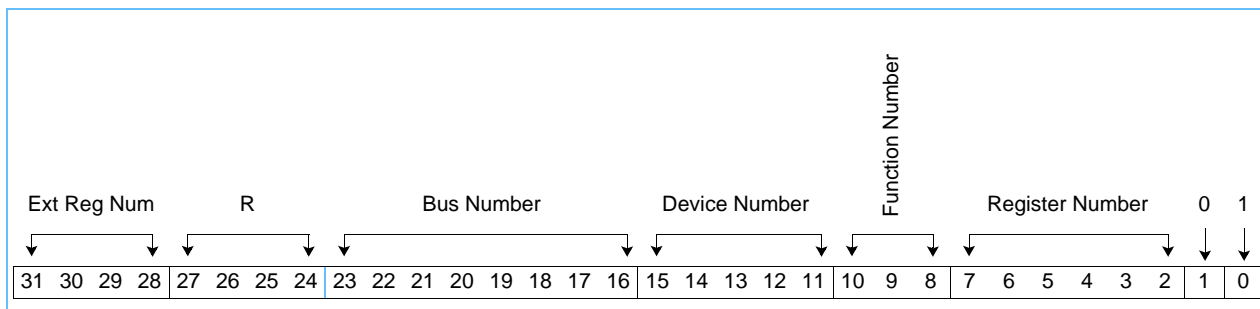 Function Number
Ext Reg Num R Bus Number Device Number Register Number 0 1
31 30 29 28 27 26 25 24 23 22 21 20 19 18 17 16 15 14 13 12 11 10 9 8 7 6 5 4 3 2 1 0